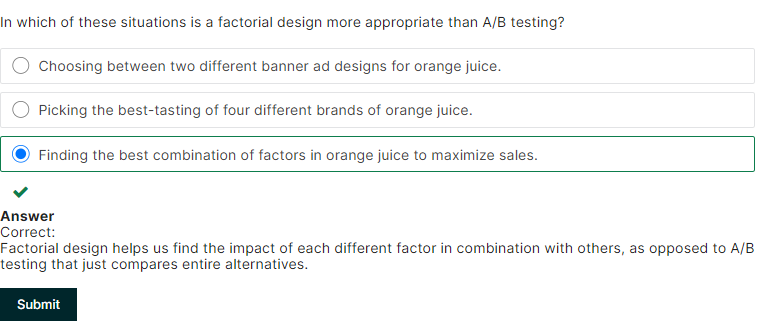 In which of these situations is a factorial design more appropriate than A/B testing?
Choosing between two different banner ad designs for orange juice.
Picking the best-tasting of four different brands of orange juice.
Finding the best combination of factors in orange juice to maximize sales.
Answer
Correct:
Factorial design helps us find the impact of each different factor in combination with others, as opposed to A/B
testing that just compares entire alternatives.
Submit